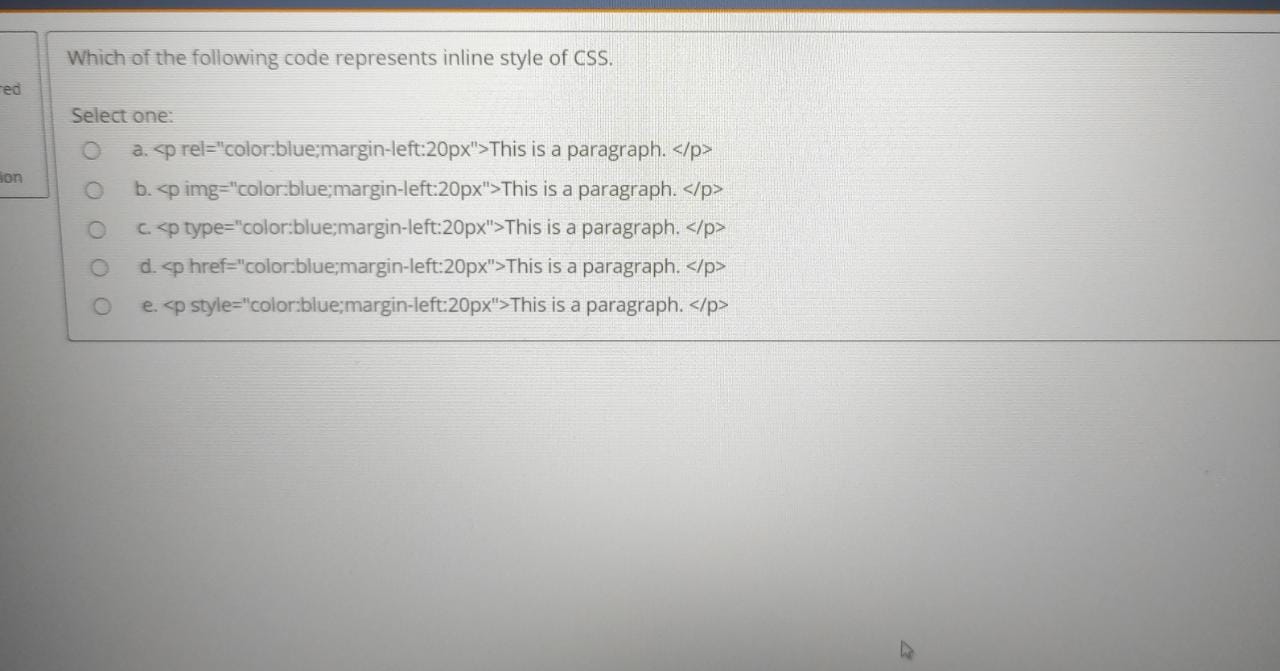 Which of the following code represents inline style of CSS.
red
Select one:
a. <p rel="color:blue;margin-left:20px">This is a paragraph. </p>
ion
b. <p img="color:blue;margin-left:20px">This is a paragraph. </p>
c. <p type="color:blue;margin-left:20px">This is a paragraph. </p>
d. <p href="color:blue;margin-left:20px">This is a paragraph. </p>
e. <p style="color:blue;margin-left:20px">This is a paragraph. </p>